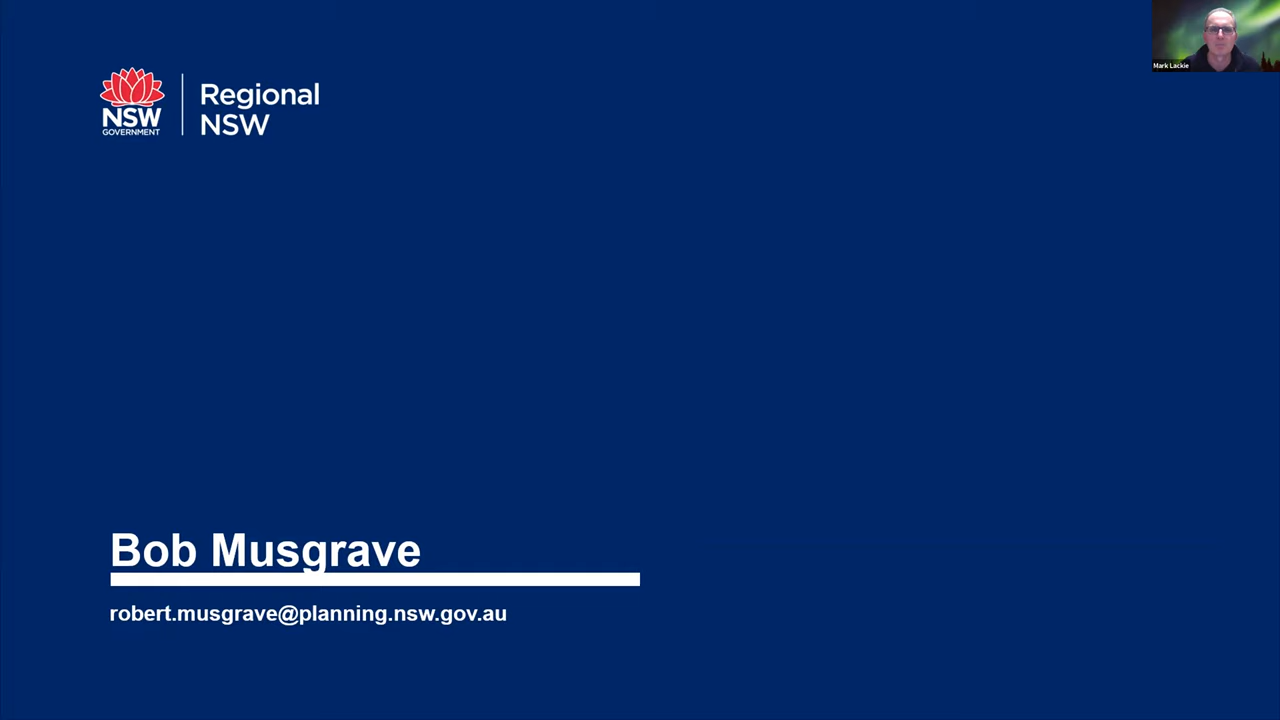 Mark Lackie
Regional
NSW
NSW
GOVERNMENT
Bob Musgrave
robert.musgrave@planning.nsw.gov.au